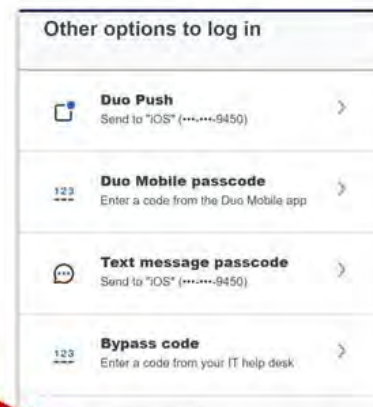 Other options to log in
Duo Push
Send to "iOS" (•••-•••-9450)
123
Duo Mobile passcode
Enter a code from the Duo Mobile app
Text message passcode
Send to "iOS" (•••-•••-9450)
123
Bypass code
Enter a code from your IT help desk